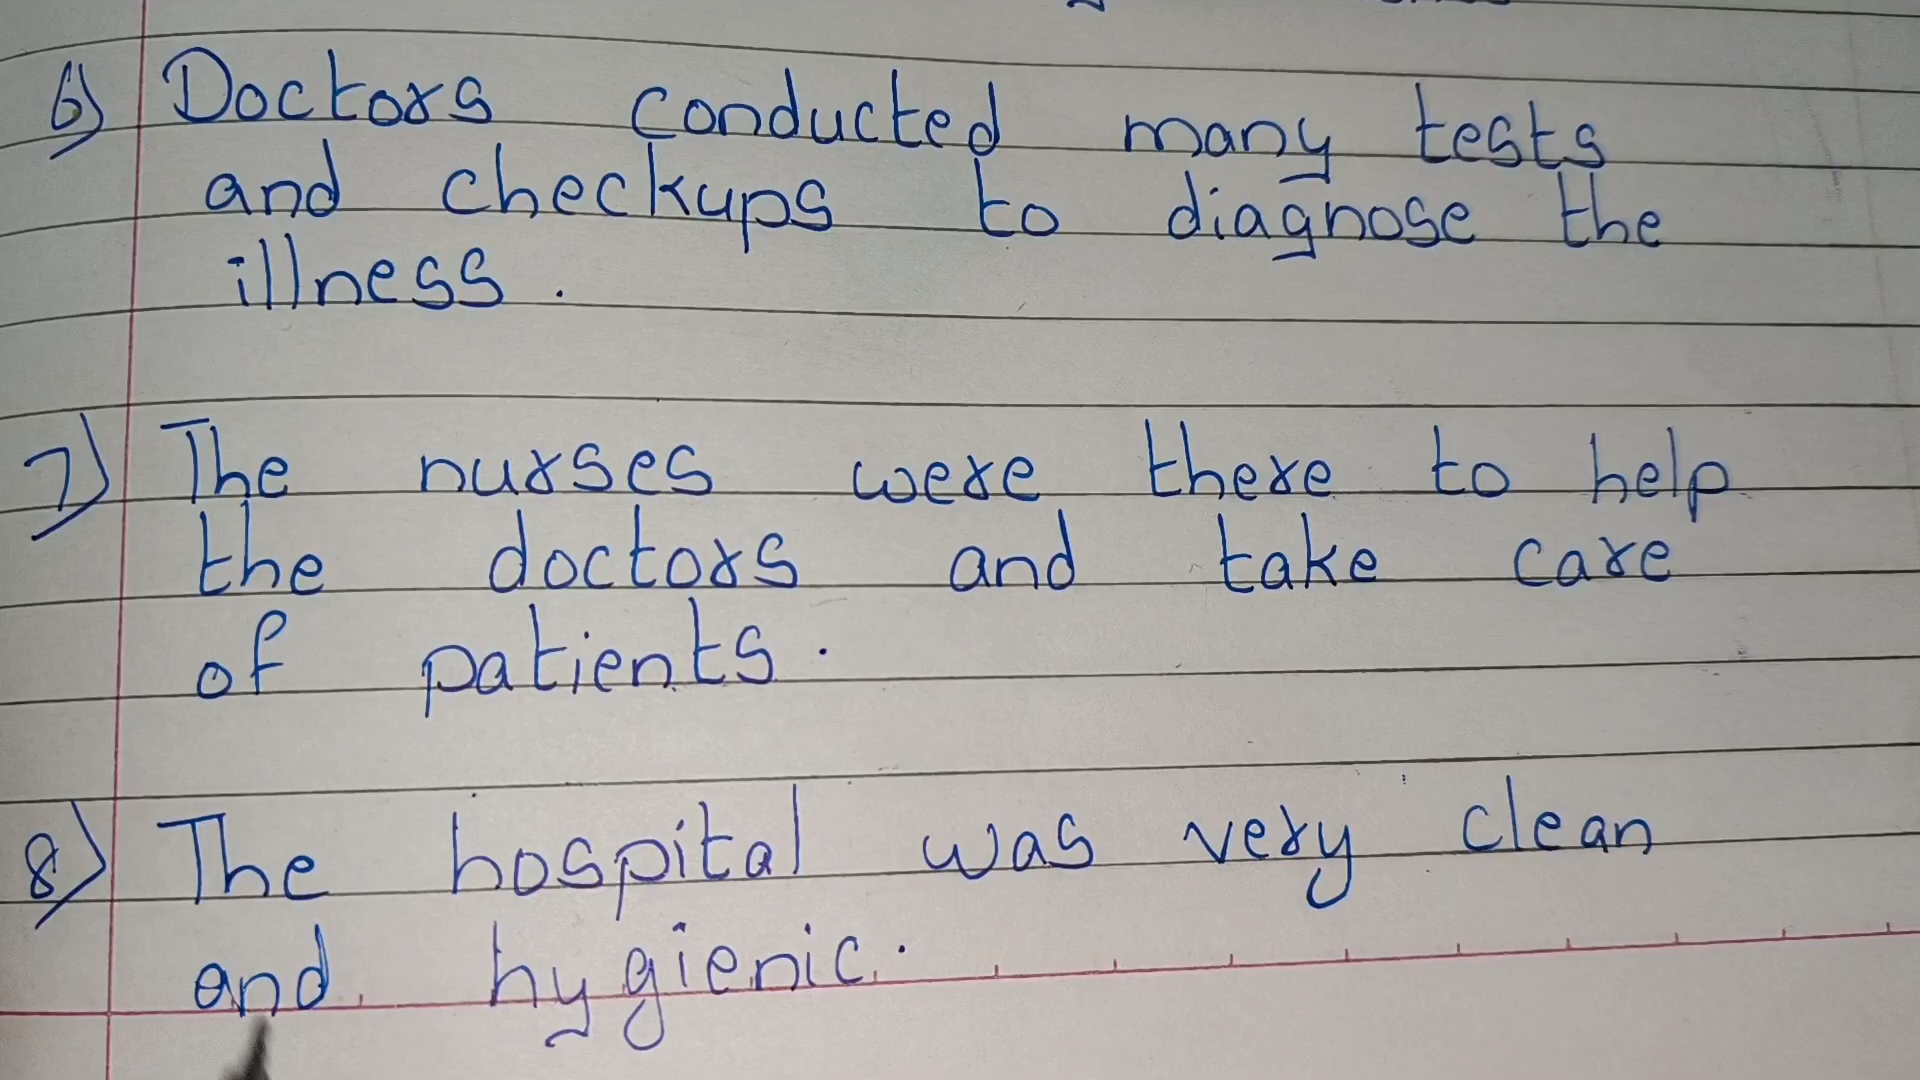 6) Doctors conducted many tests
and checkups to diagnose the
illness.
7) The nurses were there to help
the doctors and take care
of patients.
8) The hospital was very clean
and hygienic.